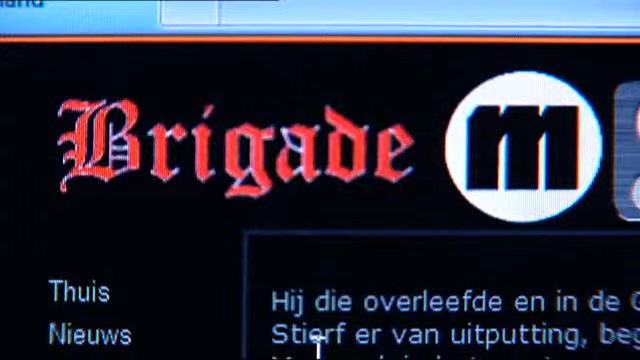 Brigade m
Thuis
Hij die overleefde en in de
Nieuws
Stierf er van uitputting,